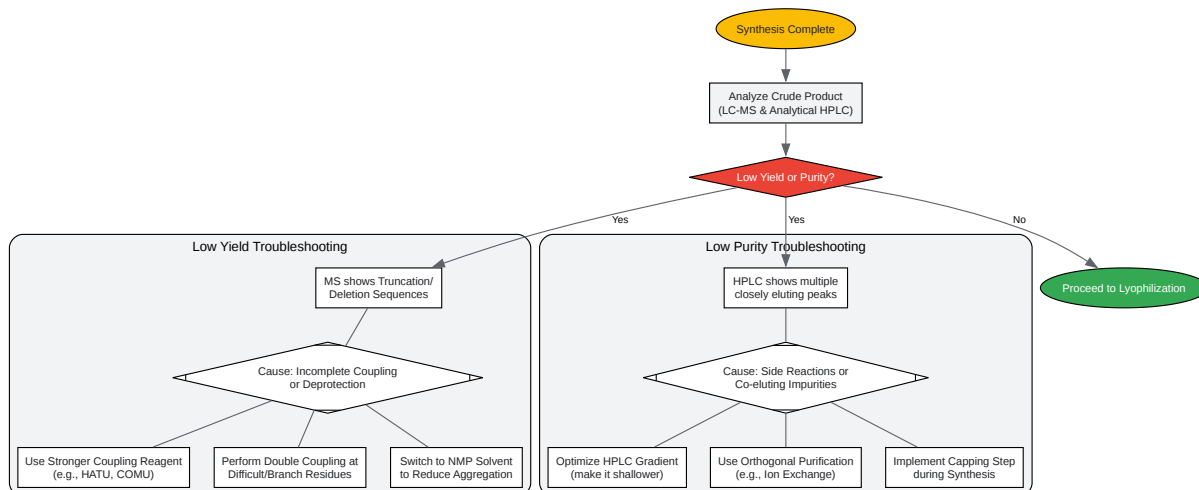 Synthesis Complete
Analyze Crude Product
(LC-MS & Analytical HPLC)
Low Yield or Purity?
Yes
Yes
No
Low Yield Troubleshooting
MS shows Truncation/
Deletion Sequences
Cause: Incomplete Coupling
or Deprotection
Use Stronger Coupling Reagent
(e.g., HATU, COMU)
Perform Double Coupling at
Difficult/Branch Residues
Switch to NMP Solvent
to Reduce Aggregation
Low Purity Troubleshooting
HPLC shows multiple
closely eluting peaks
Cause: Side Reactions or
Co-eluting Impurities
Optimize HPLC Gradient
(make it shallower)
Use Orthogonal Purification
(e.g., Ion Exchange)
Implement Capping Step
during Synthesis
Proceed to Lyophilization